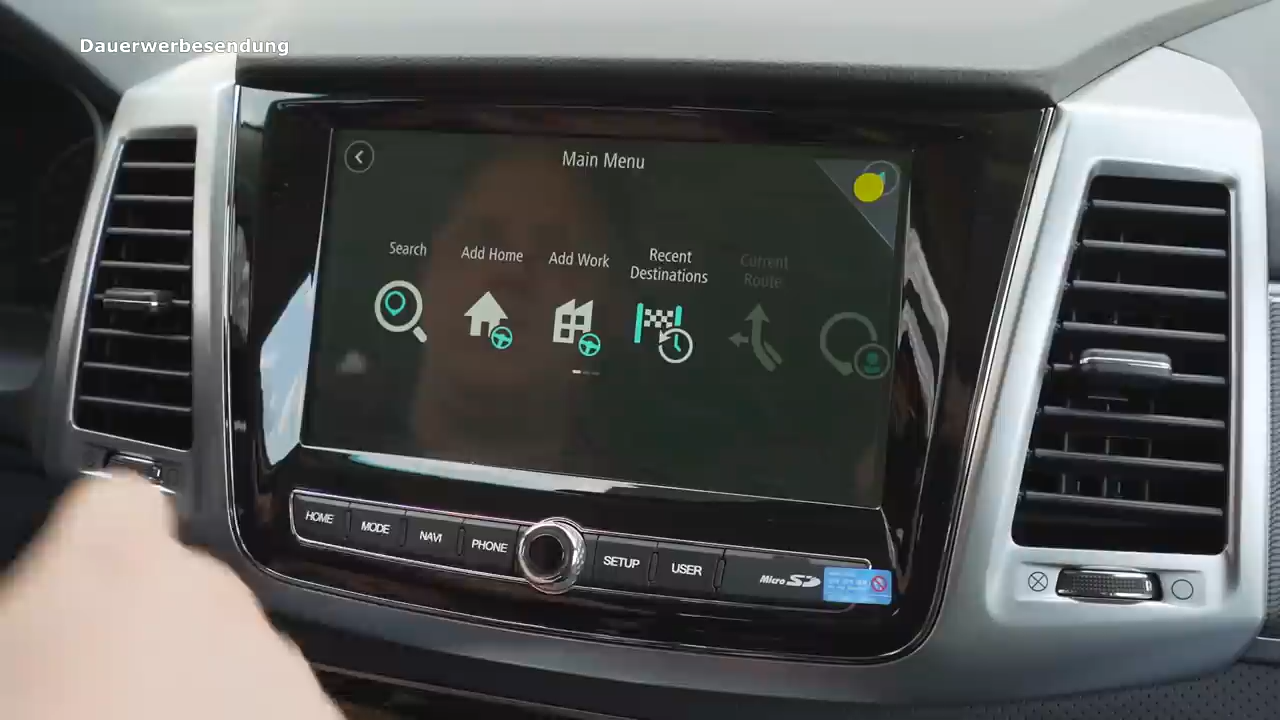 Dauerwerbesendung
Main Menu
Search
Add Home
Add Work
Recent
Destinations
Current
Route
HOME
MODE
NAVI
PHONE
SETUP
USER
Micro SD